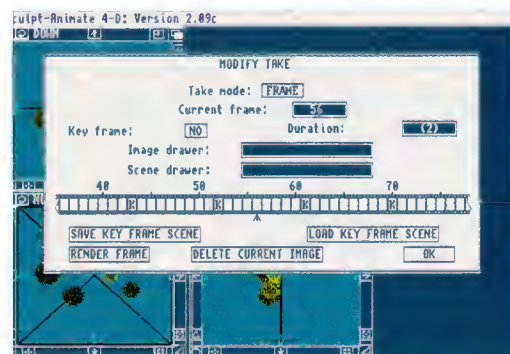 culpt-Animate 4-D: Version 2.09c
DOWN
MODIFY TAKE
Take mode: FRAME
Current frame: 56
Key frame: NO Duration: (2)
Image drawer:
Scene drawer:
40 50 60 70
K K K K
SAVE KEY FRAME SCENE LOAD KEY FRAME SCENE
RENDER FRAME DELETE CURRENT IMAGE OK